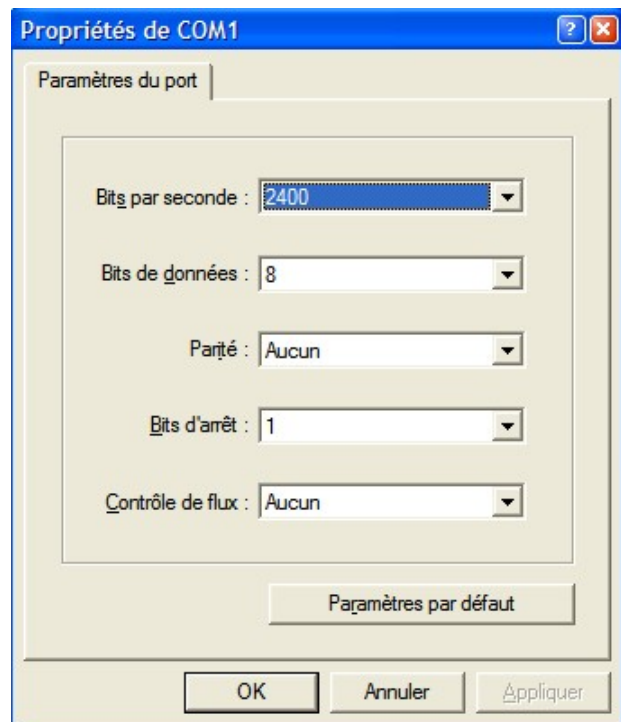 Propriétés de COM1
Paramètres du port
Bits par seconde : 2400
Bits de données : 8
Parité : Aucun
Bits d'arrêt : 1
Contrôle de flux : Aucun
Paramètres par défaut
OK Annuler Appliquer